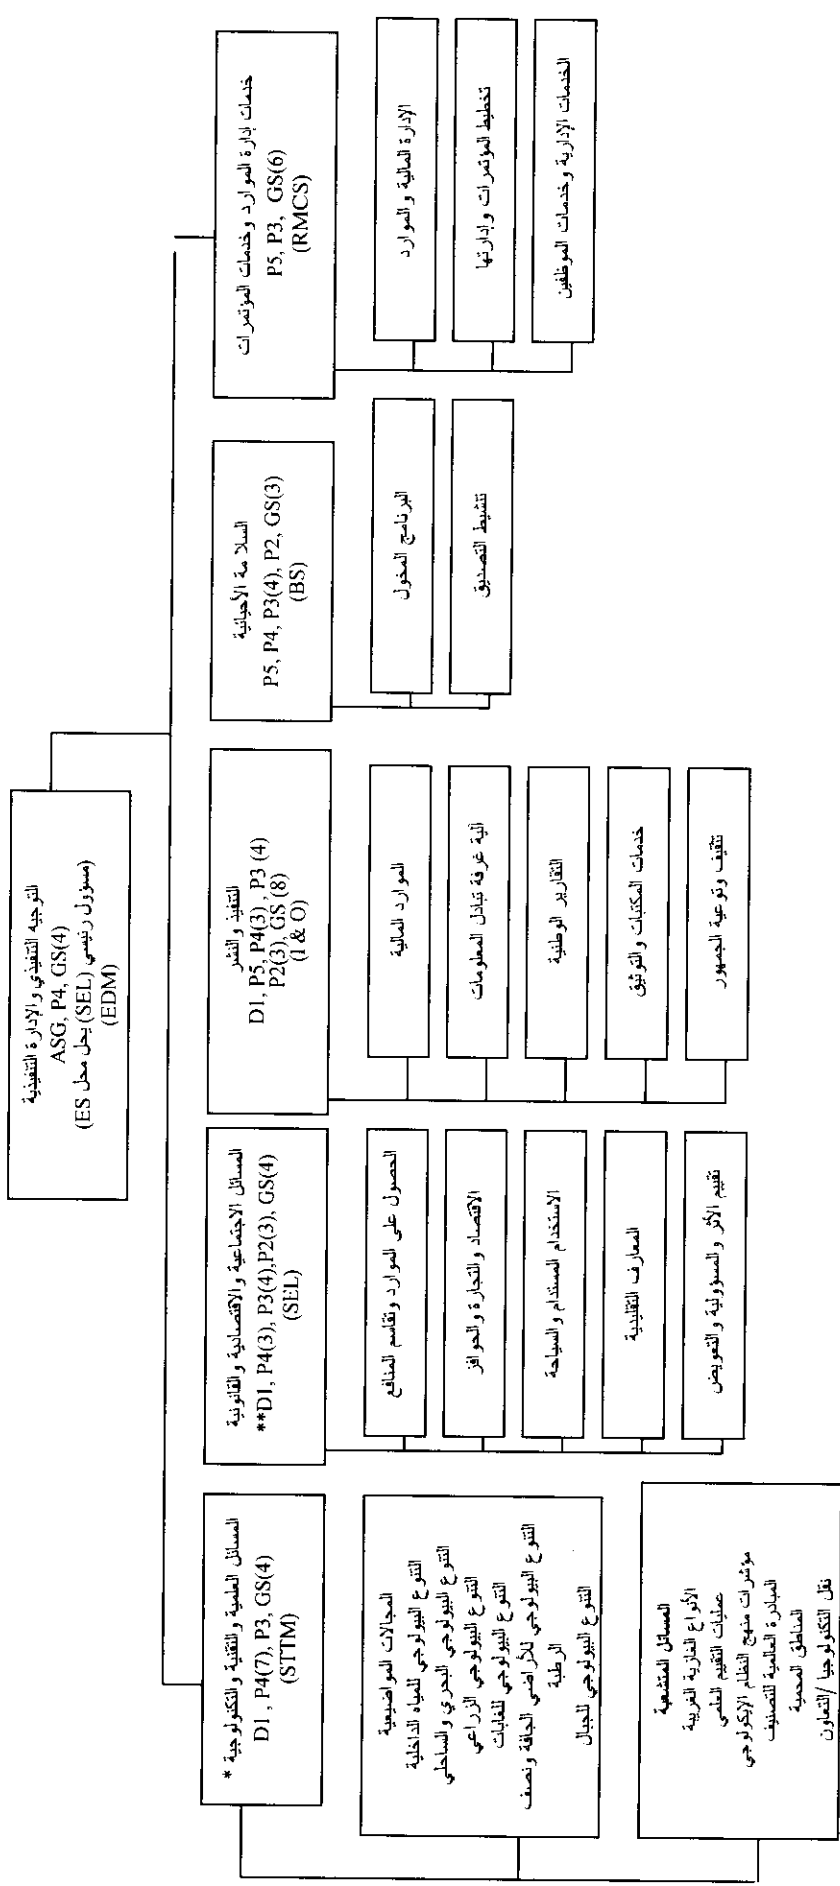 التوجيه التنفيذي والإدارة التنفيذية
ASG, P4, GS(4)
(مسؤول رئيسي (SEL) يحل محل ES)
(EDM)
* المسائل العلمية والتقنية والتكنولوجية
D1 , P4(7), P3, GS(4)
(STTM)
المجالات المواضيعية
التنوع البيولوجي للمياه الداخلية
التنوع البيولوجي البحري والساحلي
التنوع البيولوجي الزراعي
التنوع البيولوجي للغابات
التنوع البيولوجي للأراضي الجافة ونصف
الرطبة
التنوع البيولوجي للجبال
المسائل المتشعبة
الأنواع الغازية الغريبة
عمليات التقييم العلمي
مؤشرات منهج النظام الإيكولوجي
المبادرة العالمية للتصنيف
المناطق المحمية
نقل التكنولوجيا /التعاون
المسائل الاجتماعية والاقتصادية والقانونية
**D1, P4(3), P3(4),P2(3), GS(4)
(SEL)
الحصول على الموارد وتقاسم المنافع
الاقتصاد والتجارة والحوافز
الاستخدام المستدام والسياحة
المعارف التقليدية
تقييم الأثر والمسؤولية والتعويض
التنفيذ والنشر
D1, P5, P4(3) , P3 (4)
P2(3), GS (8)
(I & O)
الموارد المالية
آلية غرفة تبادل المعلومات
التقارير الوطنية
خدمات المكتبات والتوثيق
تثقيف وتوعية الجمهور
السلامة الأحيائية
P5, P4, P3(4), P2, GS(3)
(BS)
البرنامج المخول
تنشيط التصديق
خدمات إدارة الموارد وخدمات المؤتمرات
P5, P3, GS(6)
(RMCS)
الإدارة المالية والموارد
تخطيط المؤتمرات وإدارتها
الخدمات الإدارية وخدمات الموظفين